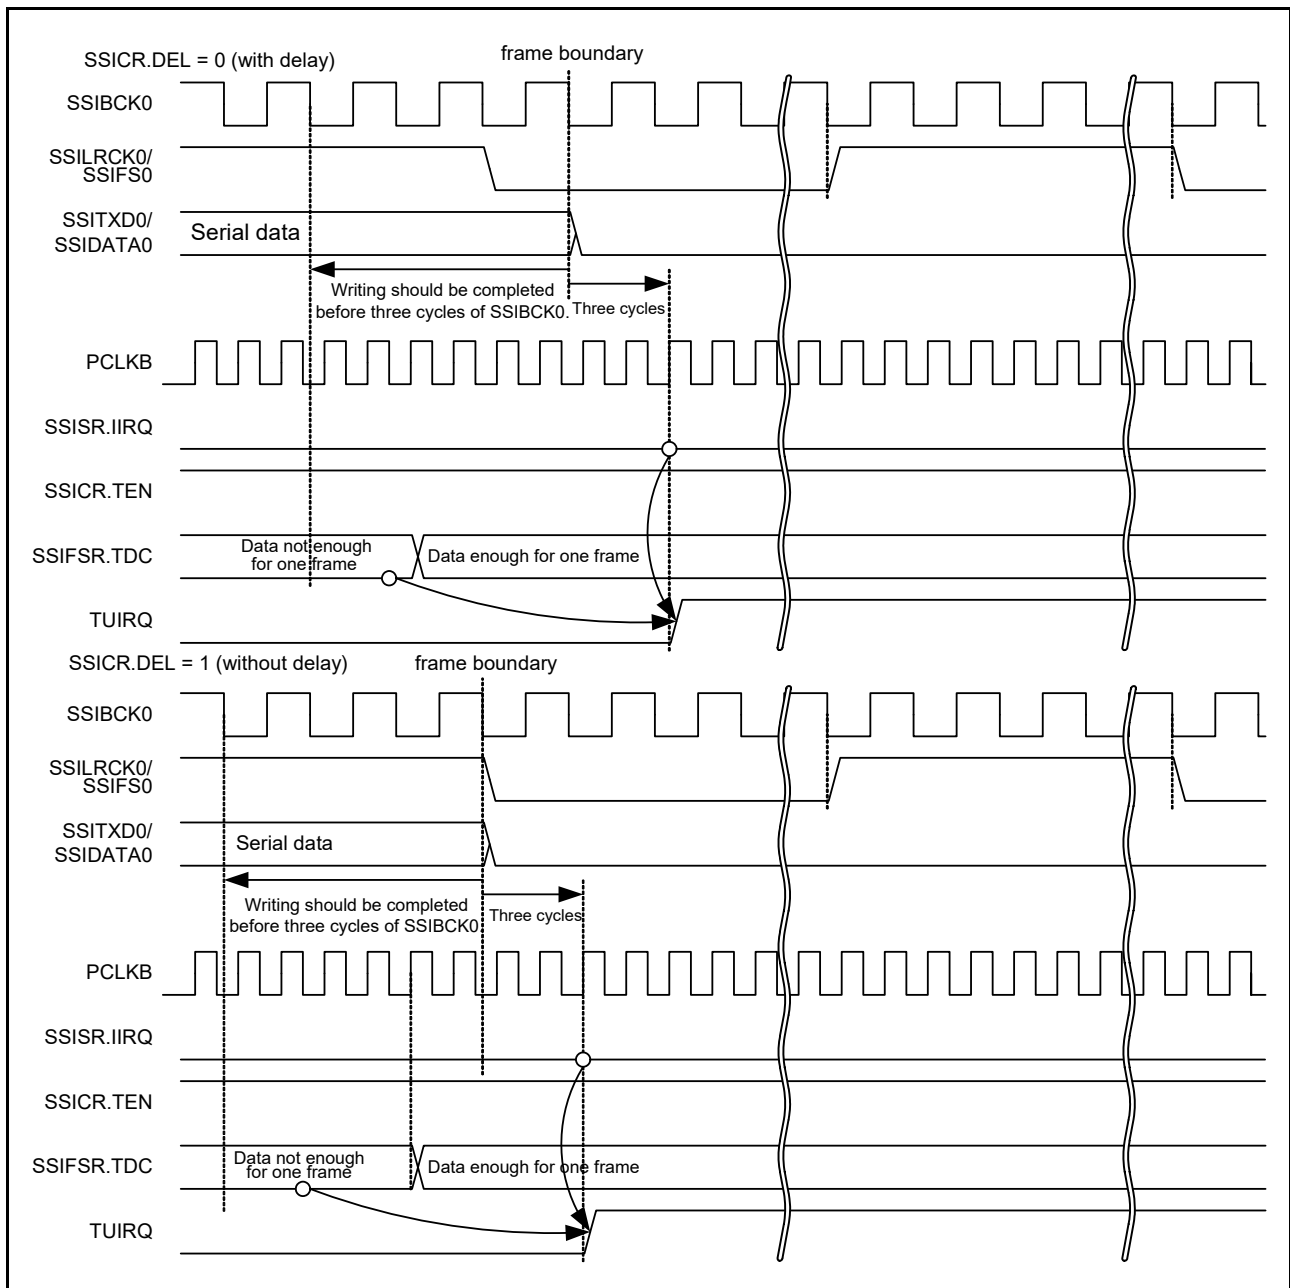 SSICR.DEL = 0 (with delay)
frame boundary
SSIBCK0
SSILRCK0/
SSIFS0
SSITXD0/
SSIDATA0
Serial data
Writing should be completed
before three cycles of SSIBCK0.
Three cycles
PCLKB
SSISR.IIRQ
SSICR.TEN
SSIFSR.TDC
Data not enough
for one frame
Data enough for one frame
TUIRQ
SSICR.DEL = 1 (without delay)
frame boundary
SSIBCK0
SSILRCK0/
SSIFS0
SSITXD0/
SSIDATA0
Serial data
Writing should be completed
before three cycles of SSIBCK0
Three cycles
PCLKB
SSISR.IIRQ
SSICR.TEN
SSIFSR.TDC
Data not enough
for one frame
Data enough for one frame
TUIRQ